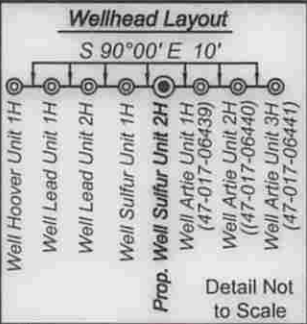 Wellhead Layout
S 90°00' E 10'
Well Hoover Unit 1H
Well Lead Unit 1H
Well Lead Unit 2H
Well Sulfur Unit 1H
Prop. Well Sulfur Unit 2H
Well Artie Unit 1H
(47-017-06439)
Well Artie Unit 2H
((47-017-06440)
Well Artie Unit 3H
(47-017-06441)
Detail Not
to Scale